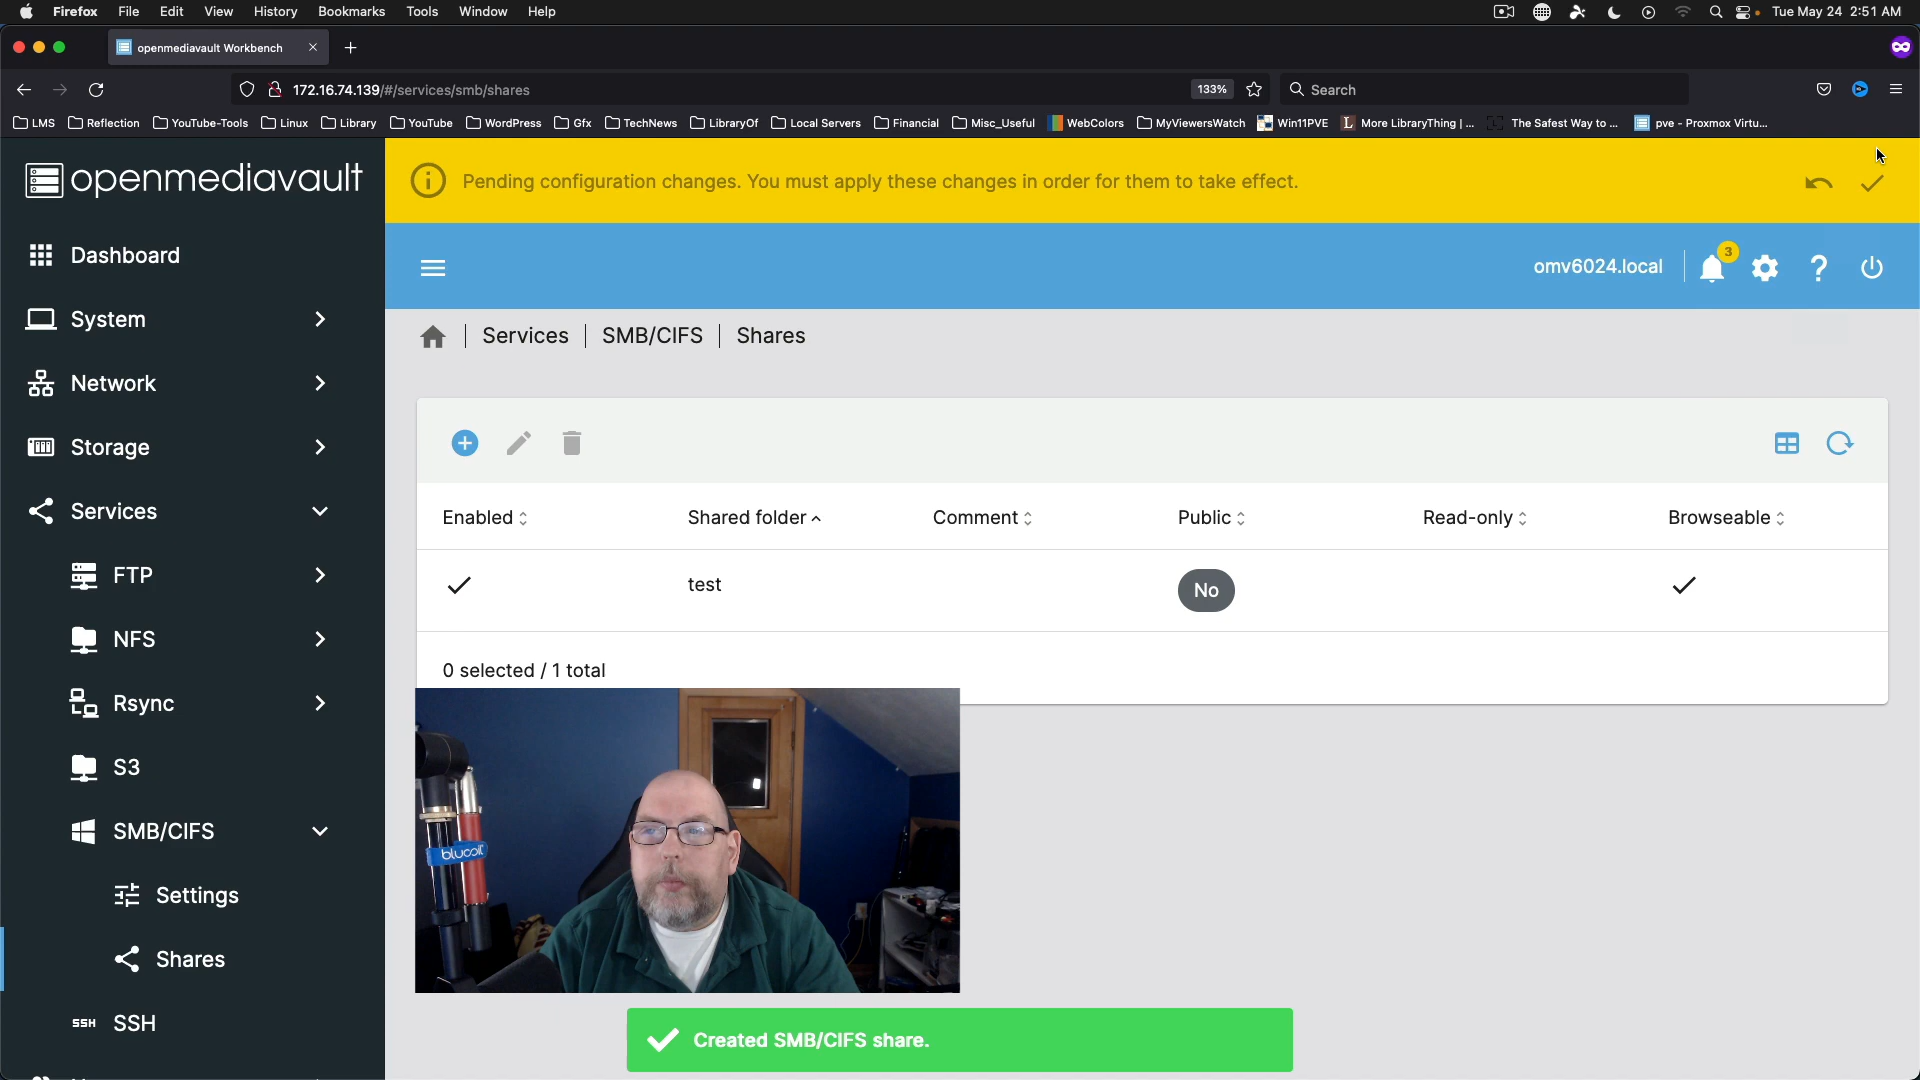 Firefox File Edit View History Bookmarks Tools Window Help Tue May 24 2:51 AM
openmediavault Workbench
172.16.74.139/#/services/smb/shares 133% Search
LMS Reflection YouTube-Tools Linux Library YouTube WordPress Gfx TechNews LibraryOf Local Servers Financial Misc_Useful WebColors MyViewersWatch Win11PVE More LibraryThing | ... The Safest Way to ... pve - Proxmox Virtu...
openmediavault
Pending configuration changes. You must apply these changes in order for them to take effect.
omv6024.local 3
Dashboard
System
Network
Storage
Services
FTP
NFS
Rsync
S3
SMB/CIFS
Settings
Shares
SSH SSH
Services | SMB/CIFS | Shares
Enabled Shared folder Comment Public Read-only Browseable
test No
0 selected / 1 total
blucoil
Created SMB/CIFS share.